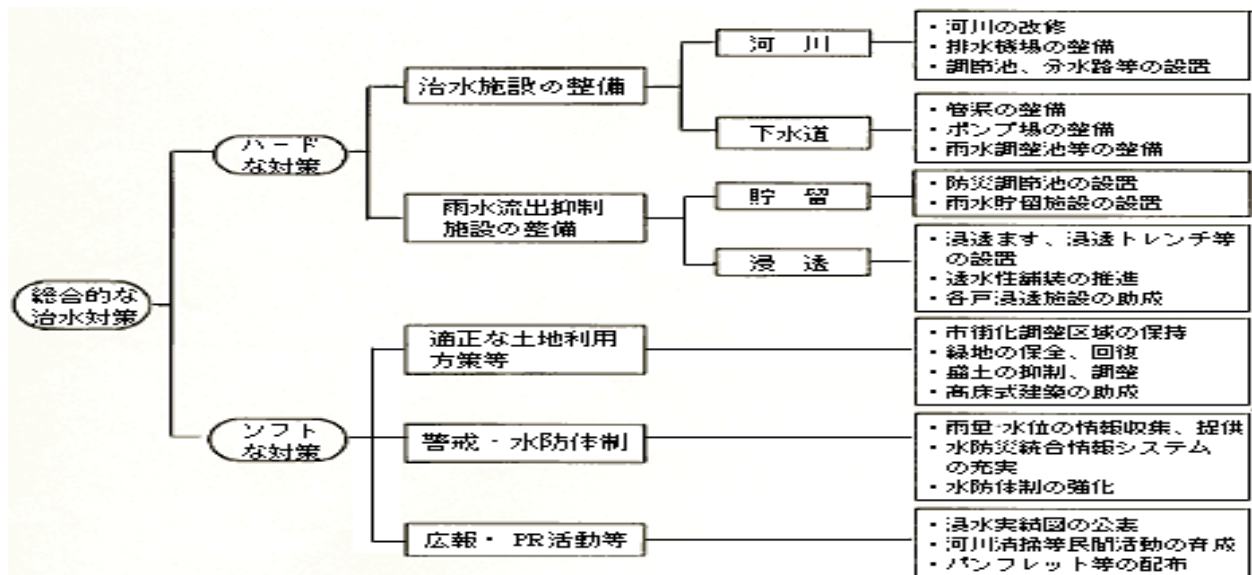 総合的な
治水対策
ハード
な対策
治水施設の整備
河 川
・河川の改修
・排水機場の整備
・調節池、分水路等の設置
下水道
・管渠の整備
・ポンプ場の整備
・雨水調整池等の整備
雨水流出抑制
施設の整備
貯 留
・防災調節池の設置
・雨水貯留施設の設置
浸 透
・浸透ます、浸透トレンチ等
の設置
・透水性舗装の推進
・各戸浸透施設の助成
ソフト
な対策
適正な土地利用
方策等
・市街化調整区域の保持
・緑地の保全、回復
・盛土の抑制、調整
・高床式建築の助成
警戒・水防体制
・雨量・水位の情報収集、提供
・水防災統合情報システム
の充実
・水防体制の強化
広報・PR活動等
・浸水実績図の公表
・河川清掃等民間活動の育成
・パンフレット等の配布